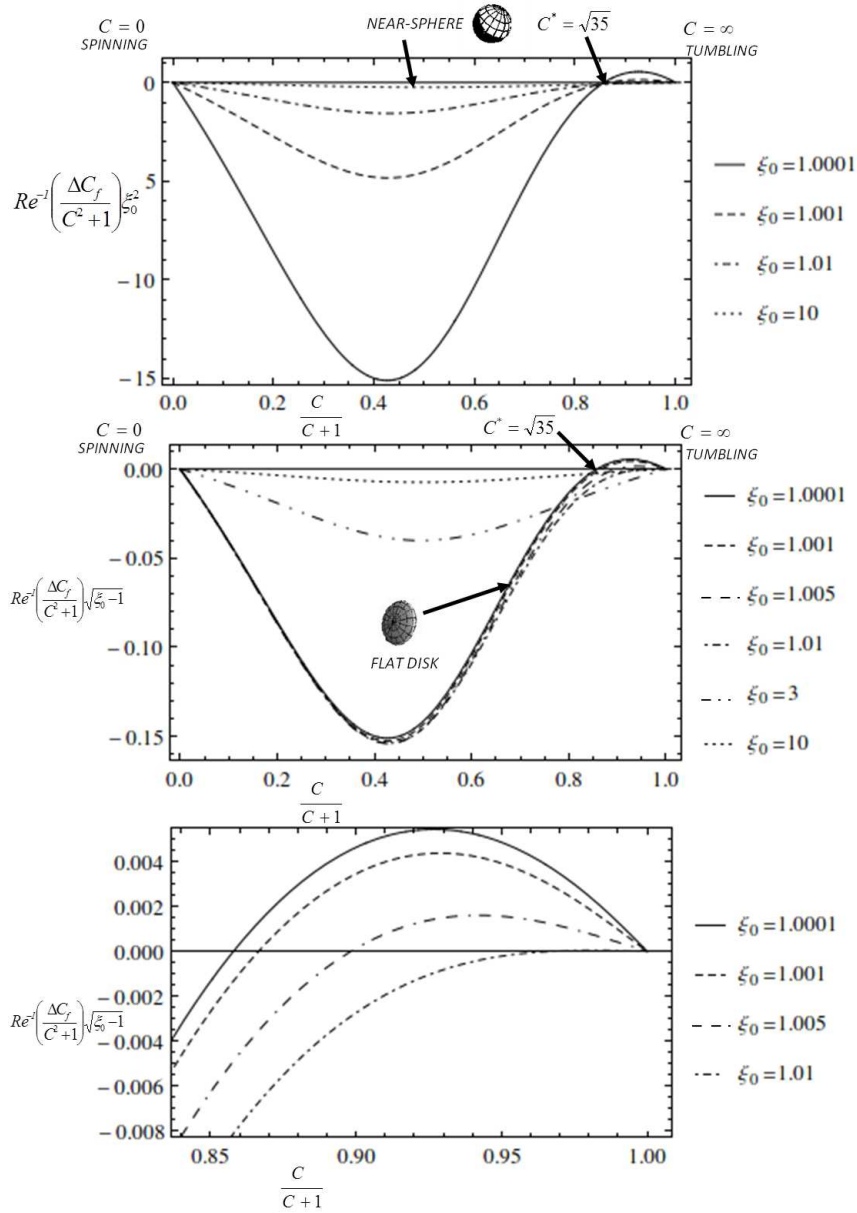 C = 0
SPINNING
NEAR-SPHERE
C* = √35
C = ∞
TUMBLING
0
5
−10
−15
Re⁻¹(ΔC_f/(C²+1))ξ₀²
0.0 0.2 0.4 0.6 0.8 1.0
C/(C+1)
ξ₀=1.0001
ξ₀=1.001
ξ₀=1.01
ξ₀=10
C = 0
SPINNING
C* = √35
C = ∞
TUMBLING
0.00
−0.05
−0.10
−0.15
Re⁻¹(ΔC_f/(C²+1))√(ξ₀−1)
FLAT DISK
0.0 0.2 0.4 0.6 0.8 1.0
C/(C+1)
ξ₀=1.0001
ξ₀=1.001
ξ₀=1.005
ξ₀=1.01
ξ₀=3
ξ₀=10
0.004
0.002
0.000
−0.002
−0.004
−0.006
−0.008
Re⁻¹(ΔC_f/(C²+1))√(ξ₀−1)
0.85 0.90 0.95 1.00
C/(C+1)
ξ₀=1.0001
ξ₀=1.001
ξ₀=1.005
ξ₀=1.01